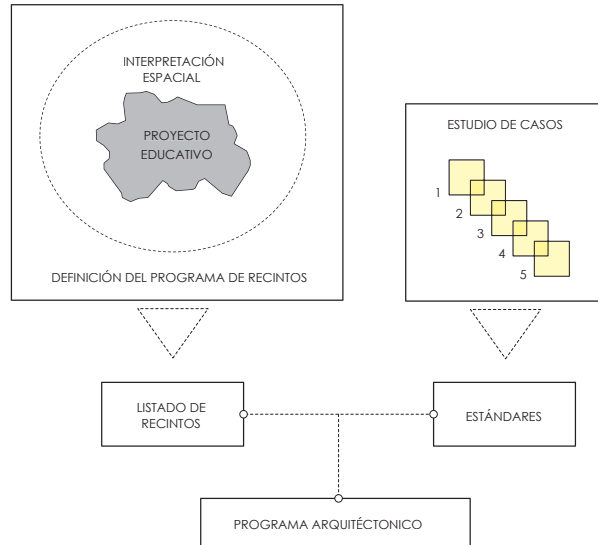 INTERPRETACIÓN
ESPACIAL
PROYECTO
EDUCATIVO
DEFINICIÓN DEL PROGRAMA DE RECINTOS
ESTUDIO DE CASOS
1
2
3
4
5
LISTADO DE
RECINTOS
ESTÁNDARES
PROGRAMA ARQUITÉCTONICO